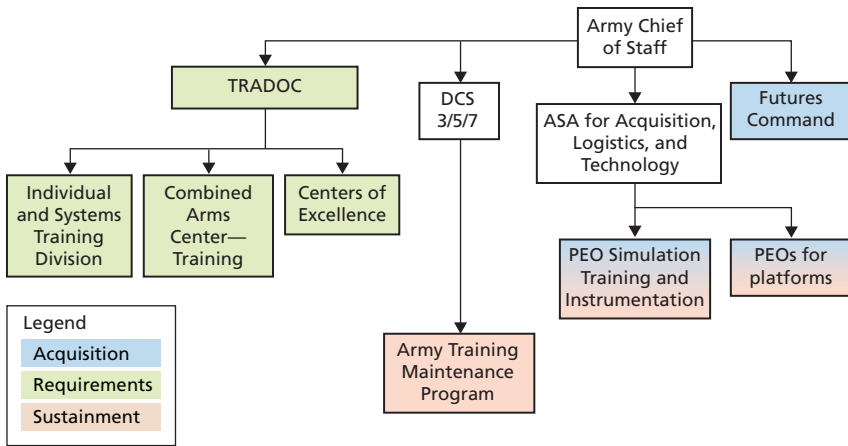 Army Chief
of Staff
TRADOC
DCS
3/5/7
ASA for Acquisition,
Logistics, and
Technology
Futures
Command
Individual
and Systems
Training
Division
Combined
Arms
Center—
Training
Centers of
Excellence
PEO Simulation
Training and
Instrumentation
PEOs for
platforms
Army Training
Maintenance
Program
Legend
Acquisition
Requirements
Sustainment